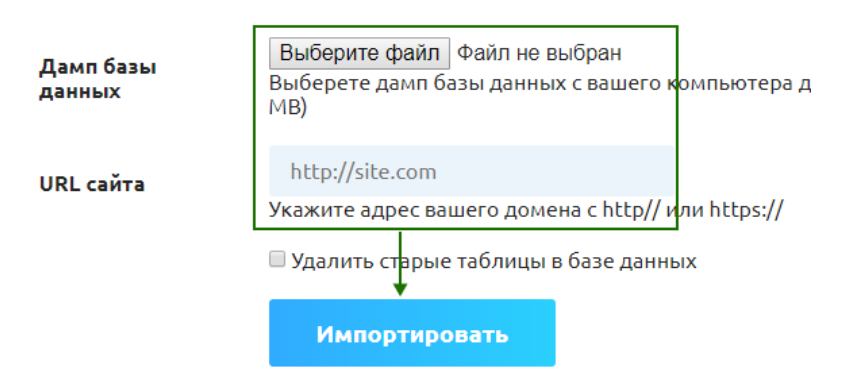 Дамп базы данных
Выберите файл Файл не выбран
Выберете дамп базы данных с вашего компьютера д
МВ)
URL сайта
http://site.com
Укажите адрес вашего домена с http// или https://
Удалить старые таблицы в базе данных
Импортировать